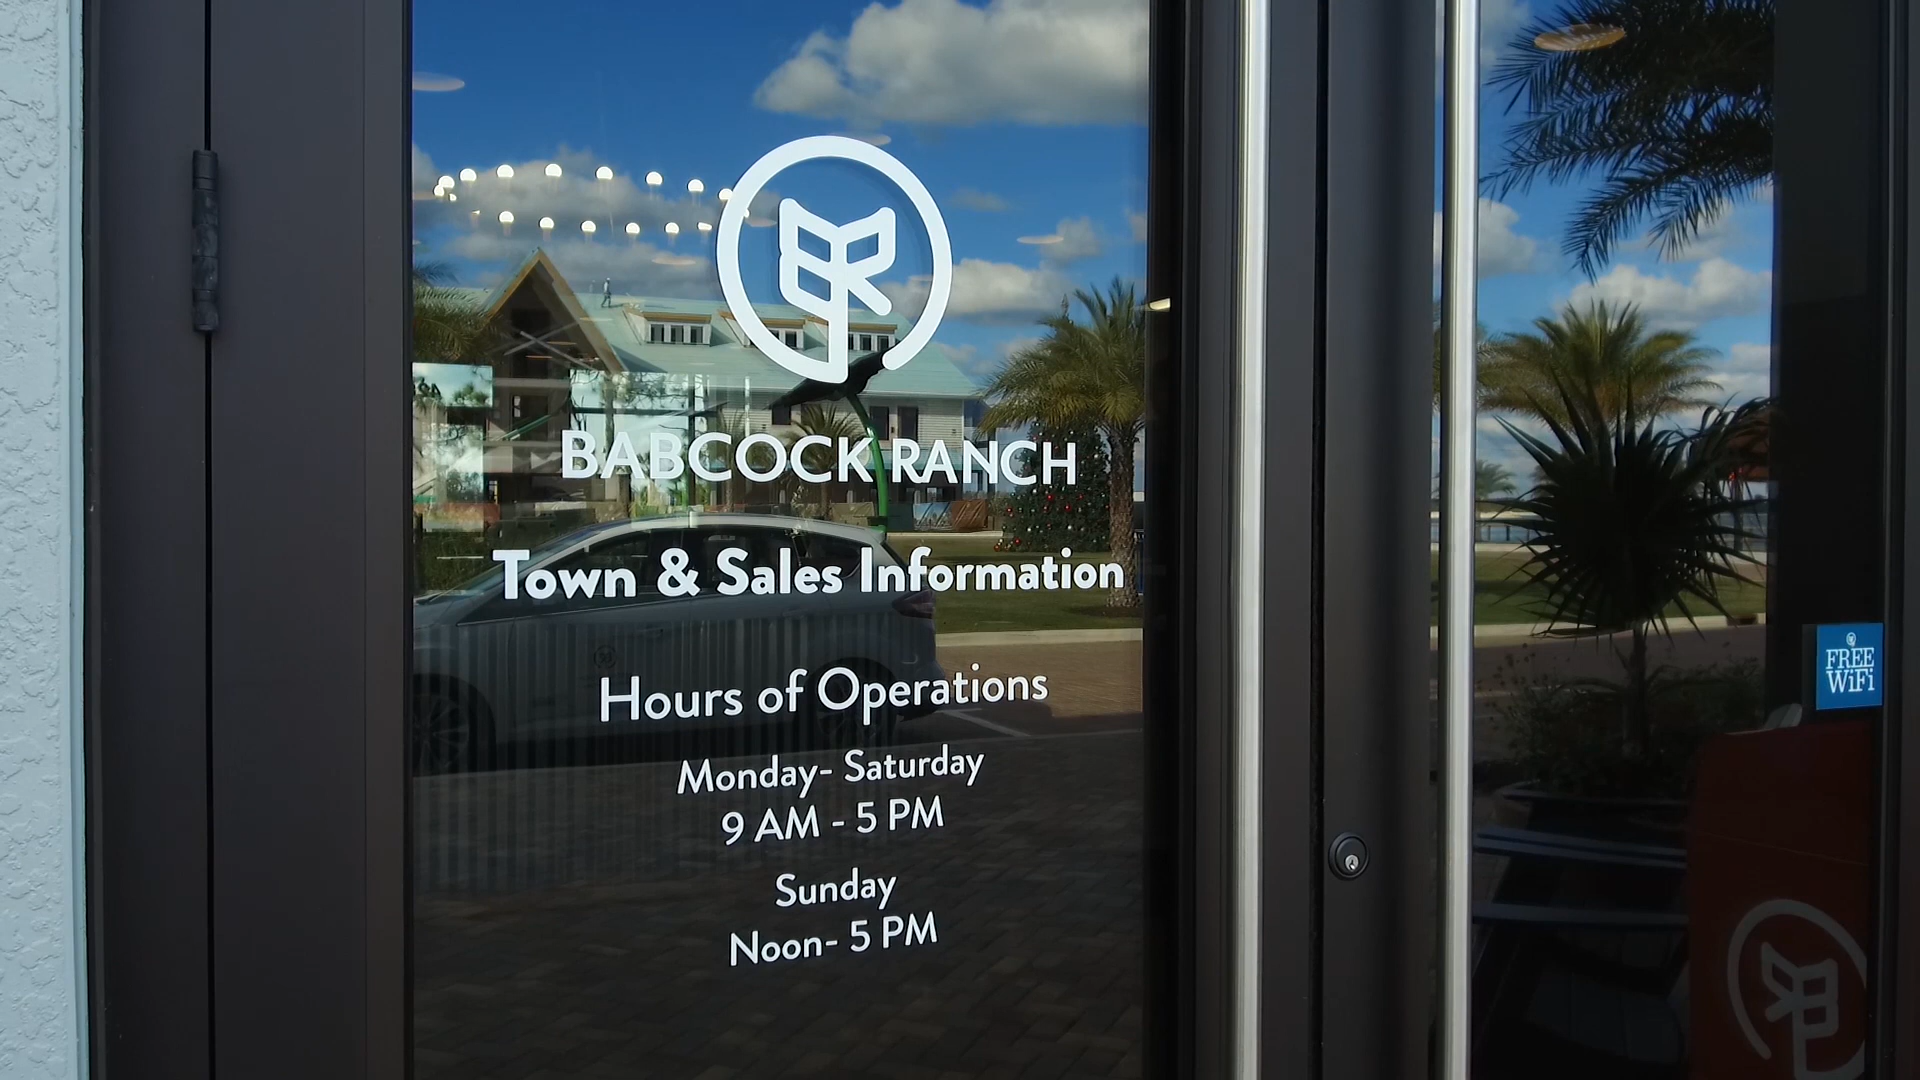 BABCOCK RANCH
Town & Sales Information
Hours of Operations
Monday- Saturday
9 AM - 5 PM
Sunday
Noon- 5 PM
FREE
WiFi